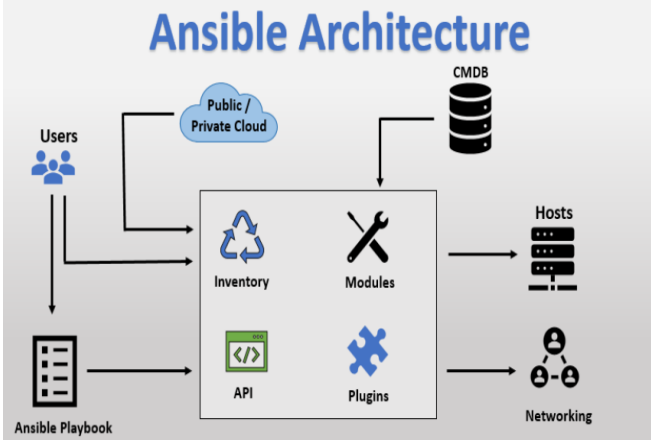 Ansible Architecture
CMDB
Public /
Private Cloud
Users
Hosts
Inventory
Modules
</>
API
Plugins
Networking
Ansible Playbook